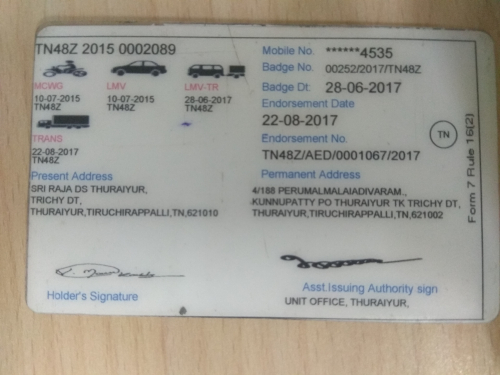 TN48Z 2015 0002089
Mobile No. ******4535
Badge No. 00252/2017/TN48Z
MCWG LMV LMV-TR
Badge Dt: 28-06-2017
10-07-2015 10-07-2015 28-06-2017
TN48Z TN48Z TN48Z
Endorsement Date
22-08-2017
TRANS
Endorsement No.
22-08-2017
TN48Z
TN48Z/AED/0001067/2017
TN
Form 7 Rule 16(2)
Present Address
SRI RAJA DS THURAIYUR,
TRICHY DT,
THURAIYUR,TIRUCHIRAPPALLI,TN,621010
Permanent Address
4/188 PERUMALMALAIADIVARAM.,
KUNNUPATTY PO THURAIYUR TK TRICHY DT,
THURAIYUR,TIRUCHIRAPPALLI,TN,621002
Holder's Signature
Asst.Issuing Authority sign
UNIT OFFICE, THURAIYUR,